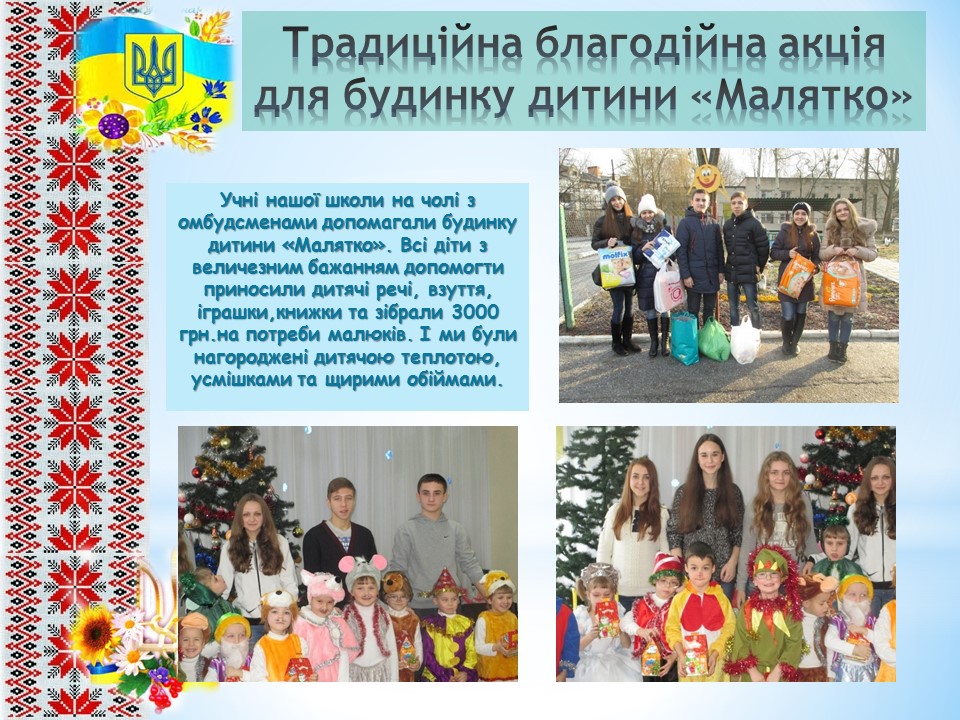 Традиційна благодійна акція
для будинку дитини «Малятко»
Учні нашої школи на чолі з
омбудсменами допомагали будинку
дитини «Малятко». Всі діти з
величезним бажанням допомогти
приносили дитячі речі, взуття,
іграшки,книжки та зібрали 3000
грн.на потреби малюків. І ми були
нагороджені дитячою теплотою,
усмішками та щирими обіймами.
molfix